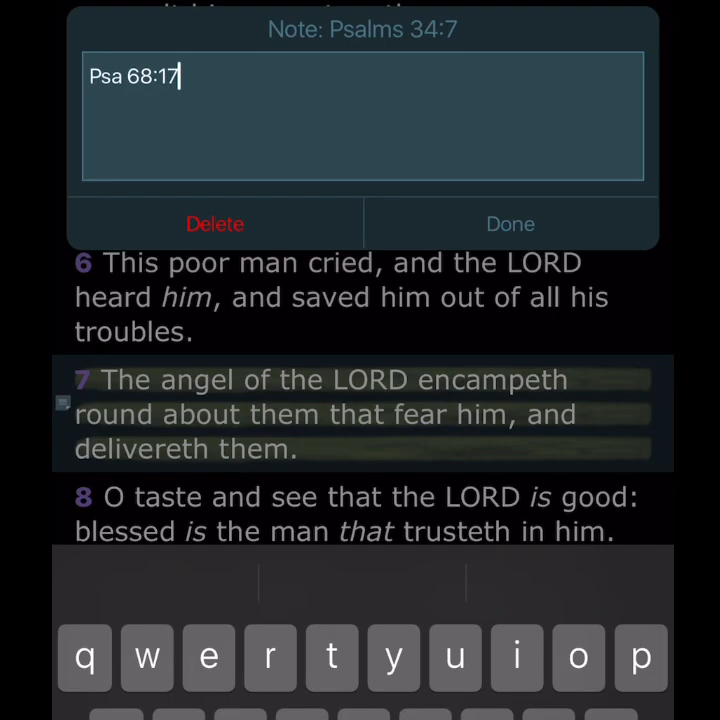 Note: Psalms 34:7
Psa 68:17
Delete
Done
6 This poor man cried, and the LORD
heard him, and saved him out of all his
troubles.
7 The angel of the LORD encampeth
round about them that fear him, and
delivereth them.
8 O taste and see that the LORD is good:
blessed is the man that trusteth in him.
q w e r t y u i o p